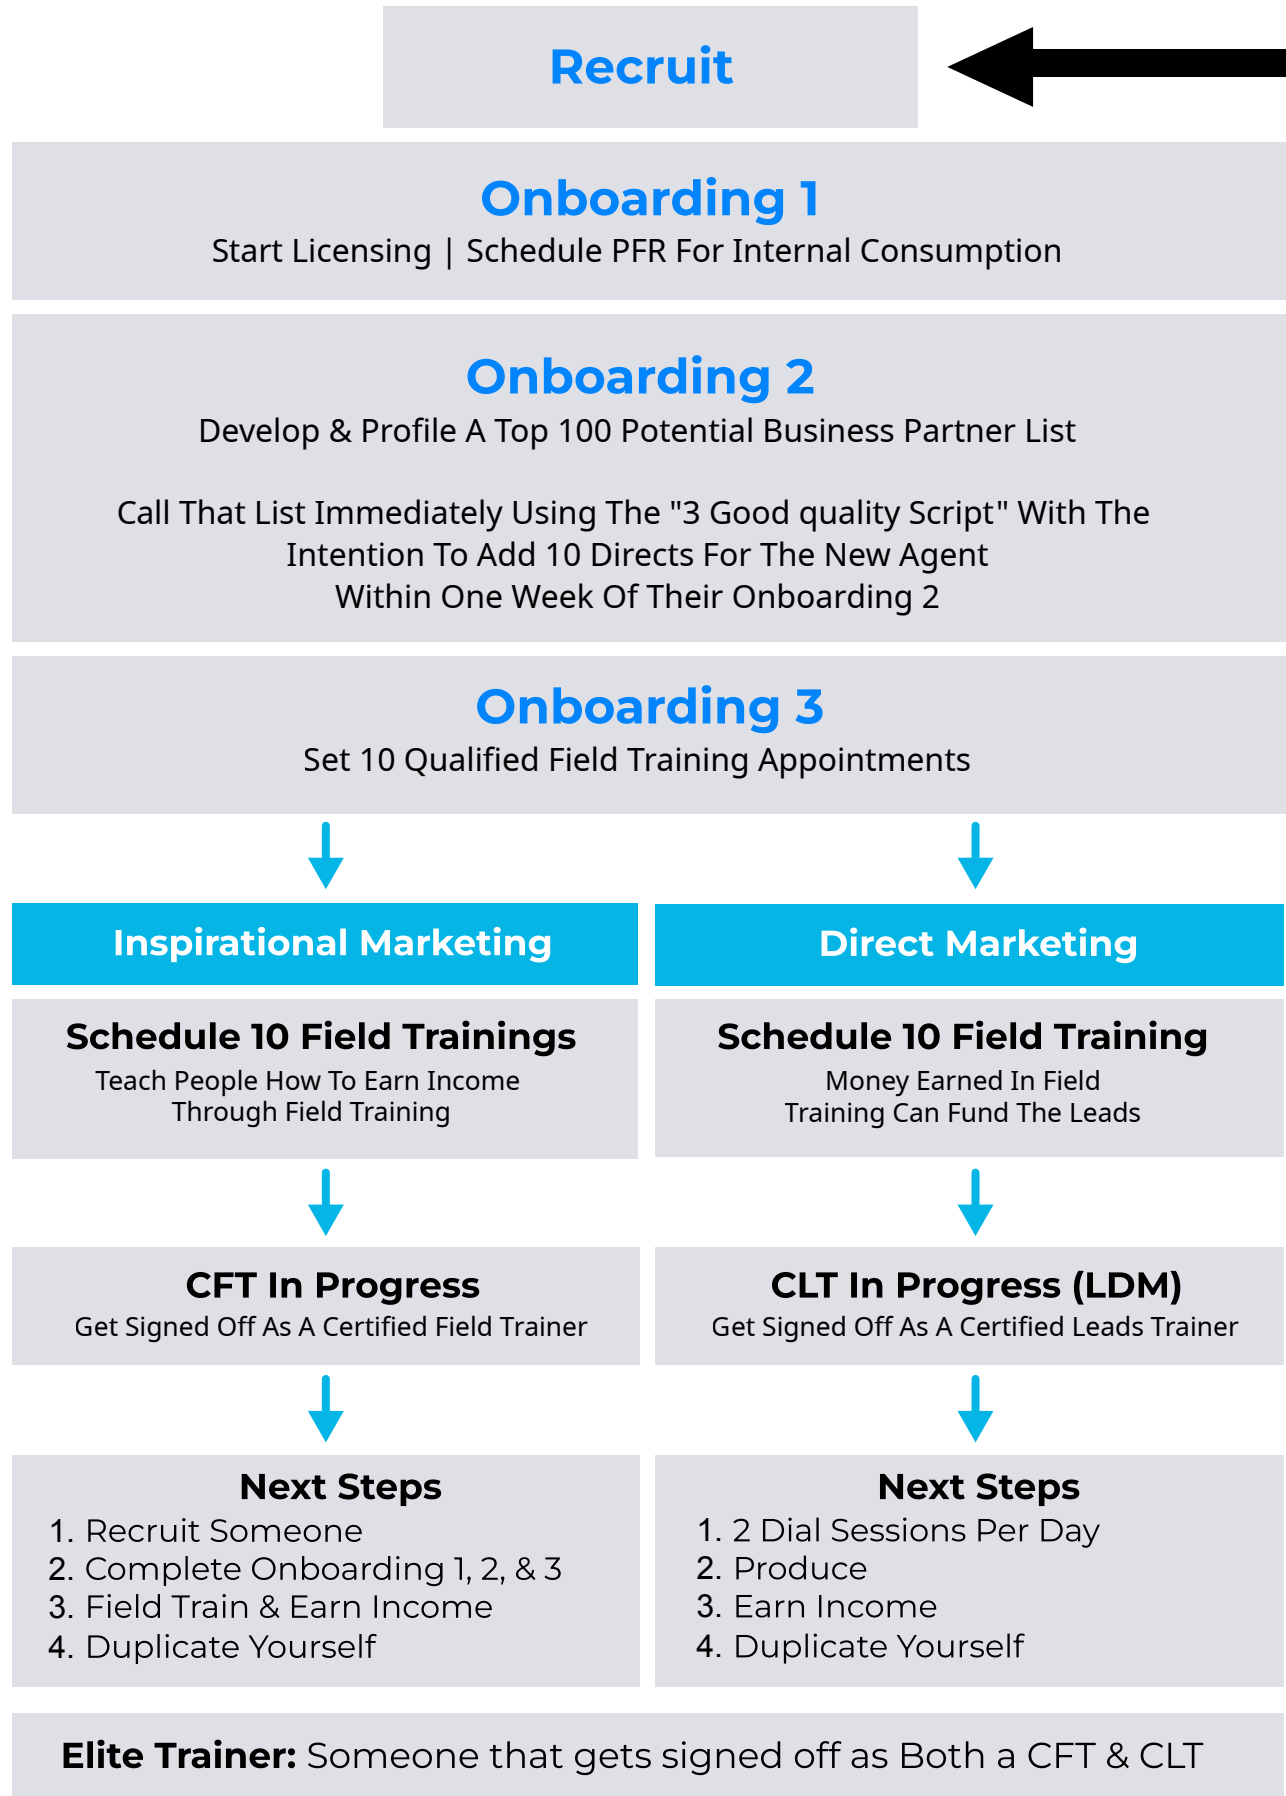 Recruit
Onboarding 1
Start Licensing | Schedule PFR For Internal Consumption
Onboarding 2
Develop & Profile A Top 100 Potential Business Partner List
Call That List Immediately Using The "3 Good quality Script" With The
Intention To Add 10 Directs For The New Agent
Within One Week Of Their Onboarding 2
Onboarding 3
Set 10 Qualified Field Training Appointments
Inspirational Marketing
Schedule 10 Field Trainings
Teach People How To Earn Income
Through Field Training
CFT In Progress
Get Signed Off As A Certified Field Trainer
Next Steps
1. Recruit Someone
2. Complete Onboarding 1, 2, & 3
3. Field Train & Earn Income
4. Duplicate Yourself
Direct Marketing
Schedule 10 Field Training
Money Earned In Field
Training Can Fund The Leads
CLT In Progress (LDM)
Get Signed Off As A Certified Leads Trainer
Next Steps
1. 2 Dial Sessions Per Day
2. Produce
3. Earn Income
4. Duplicate Yourself
Elite Trainer: Someone that gets signed off as Both a CFT & CLT